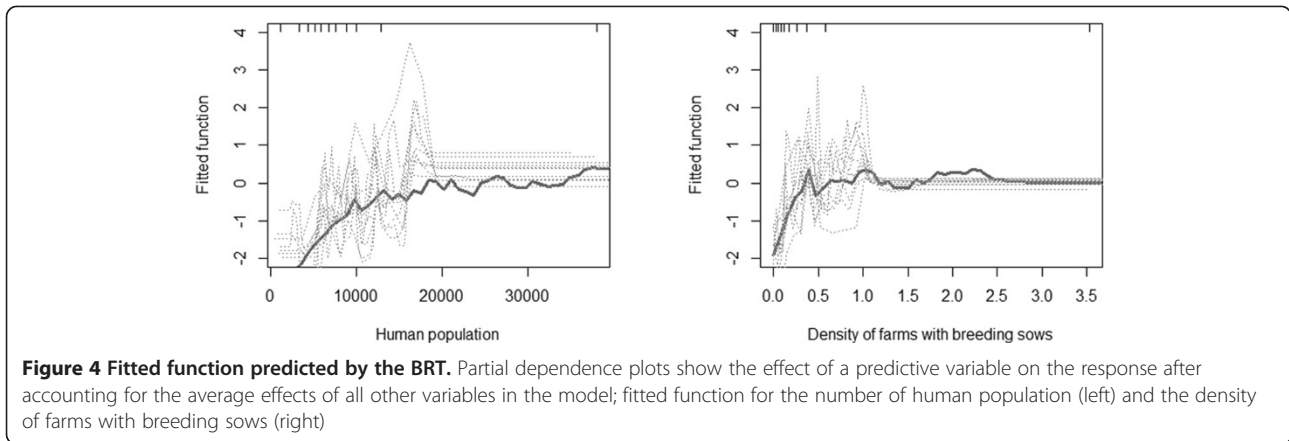 4
3
2
1
0
-1
-2
Fitted function
0 10000 20000 30000
Human population
4
3
2
1
0
-1
-2
Fitted function
0.0 0.5 1.0 1.5 2.0 2.5 3.0 3.5
Density of farms with breeding sows
Figure 4 Fitted function predicted by the BRT. Partial dependence plots show the effect of a predictive variable on the response after
accounting for the average effects of all other variables in the model; fitted function for the number of human population (left) and the density
of farms with breeding sows (right)